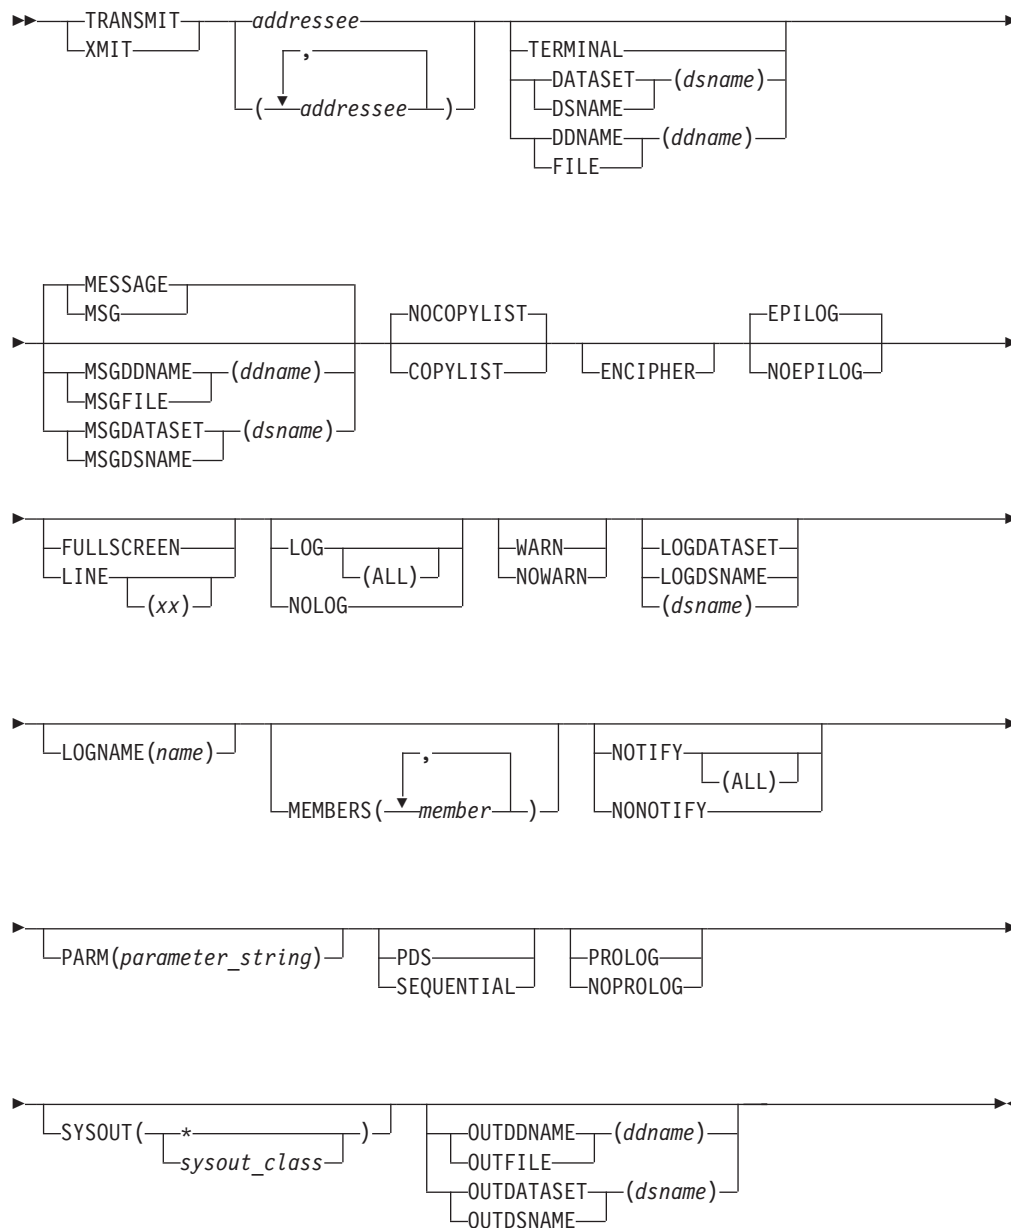 TRANSMIT addressee
XMIT , TERMINAL
( addressee ) DATASET (dsname)
DSNAME
DDNAME (ddname)
FILE
MESSAGE
MSG NOCOPYLIST EPILOG
MSGDDNAME (ddname) COPYLIST ENCIPHER NOEPILOG
MSGFILE
MSGDATASET (dsname)
MSGDSNAME
FULLSCREEN LOG WARN LOGDATASET
LINE (ALL) NOWARN LOGDSNAME
(xx) NOLOG (dsname)
LOGNAME(name) , NOTIFY
(ALL)
MEMBERS( member ) NONOTIFY
PARM(parameter_string) PDS PROLOG
SEQUENTIAL NOPROLOG
SYSOUT( * ) OUTDDNAME (ddname)
sysout_class OUTFILE
OUTDATASET (dsname)
OUTDSNAME